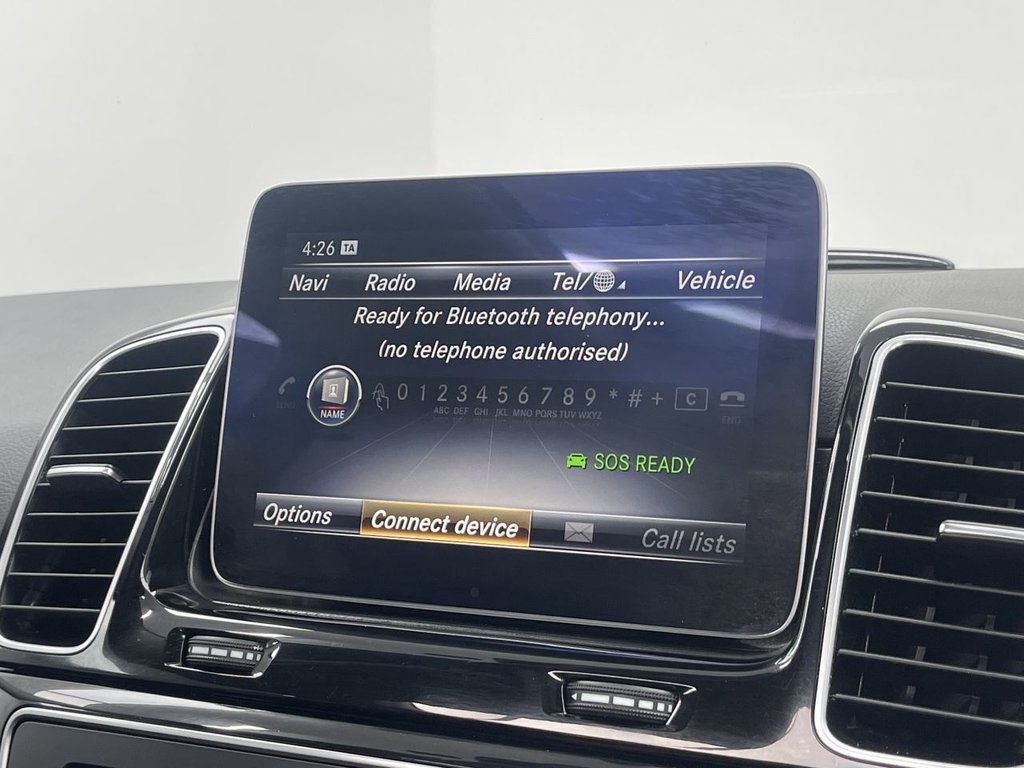 4:26 TA
Navi Radio Media Tel/ Vehicle
Ready for Bluetooth telephony...
(no telephone authorised)
SEND NAME 0 1 2 3 4 5 6 7 8 9 * # + C END
ABC DEF GHI JKL MNO PQRS TUV WXYZ
SOS READY
Options Connect device Call lists